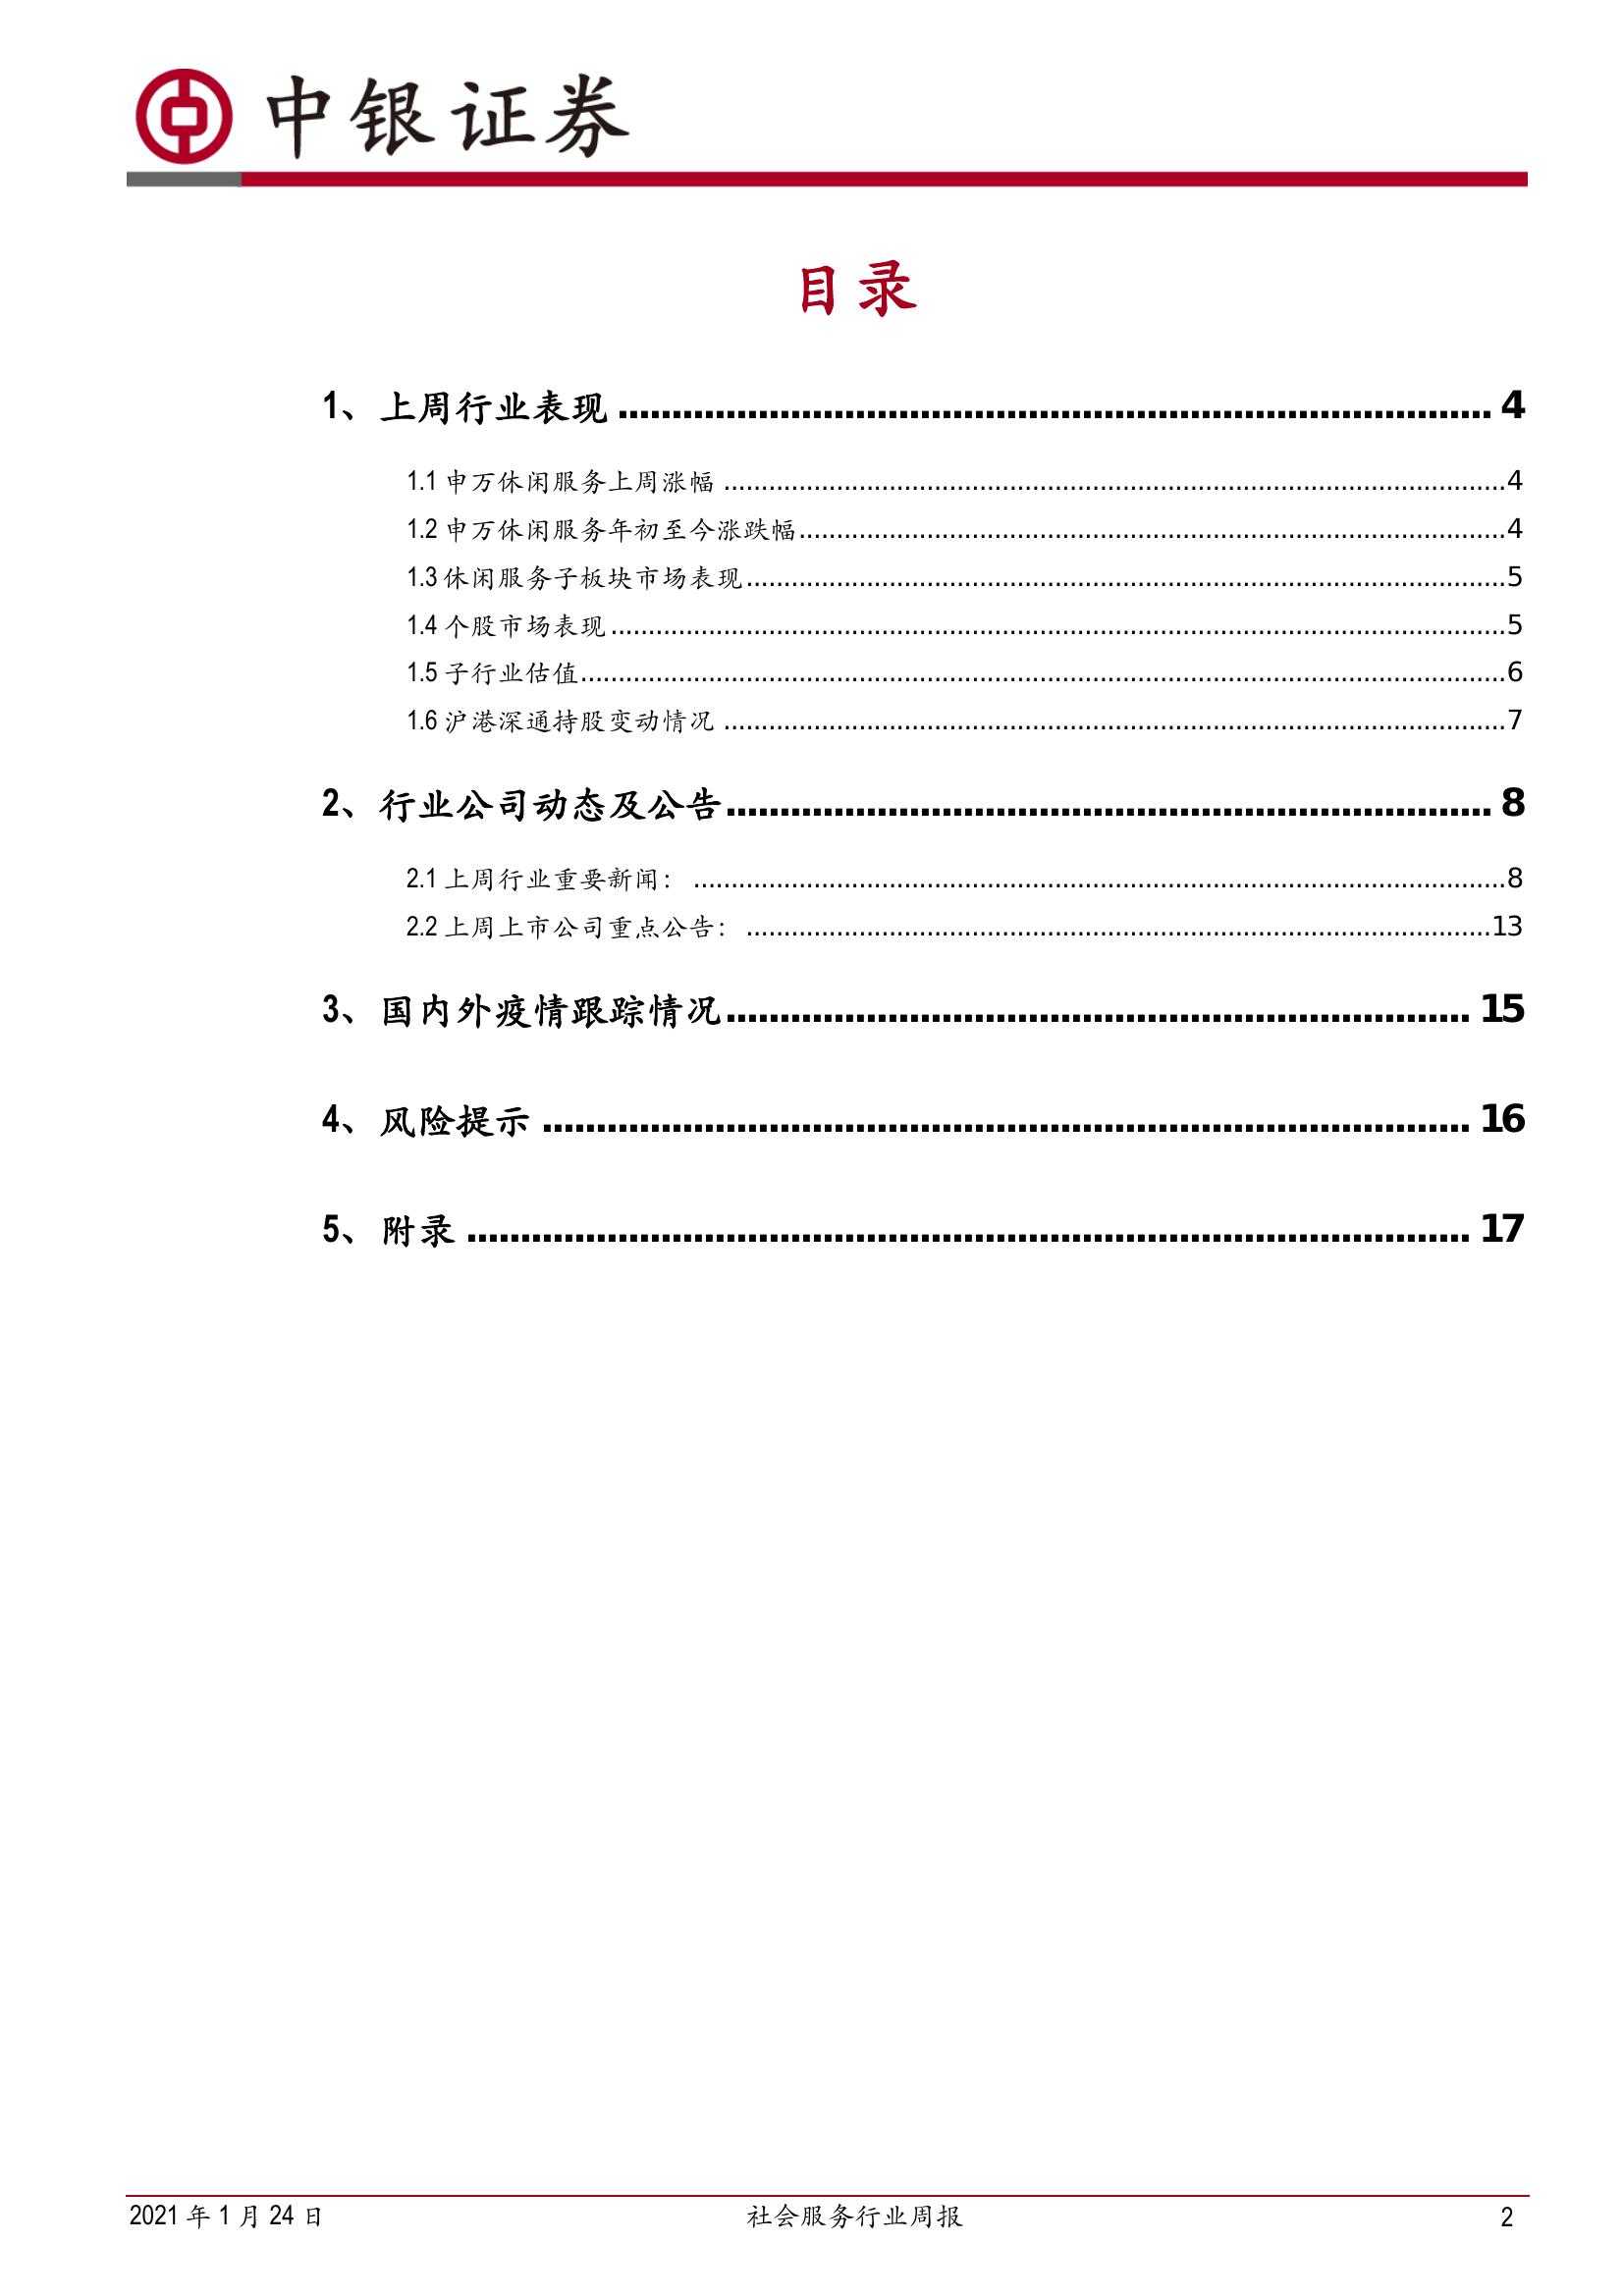 中银证券
目录
1、上周行业表现 ........................................................................ 4
1.1 申万休闲服务上周涨幅 ........................................................................4
1.2 申万休闲服务年初至今涨跌幅........................................................................4
1.3 休闲服务子板块市场表现........................................................................5
1.4 个股市场表现........................................................................5
1.5 子行业估值........................................................................6
1.6 沪港深通持股变动情况 ........................................................................7
2、行业公司动态及公告........................................................................ 8
2.1 上周行业重要新闻： ........................................................................8
2.2 上周上市公司重点公告： ........................................................................13
3、国内外疫情跟踪情况........................................................................ 15
4、风险提示 ........................................................................ 16
5、附录 ........................................................................ 17
2021 年 1 月 24 日 社会服务行业周报 2